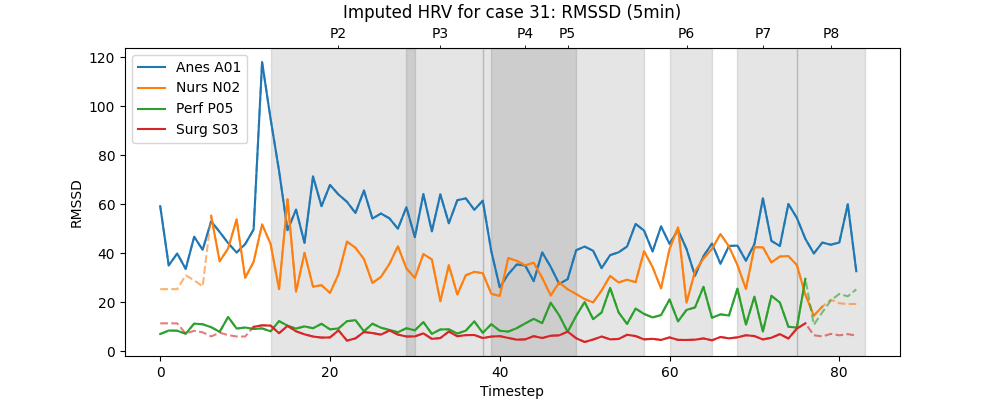 Imputed HRV for case 31: RMSSD (5min)
P2 P3 P4 P5 P6 P7 P8
120
100
80
60
40
20
0
RMSSD
Anes A01
Nurs N02
Perf P05
Surg S03
0 20 40 60 80
Timestep